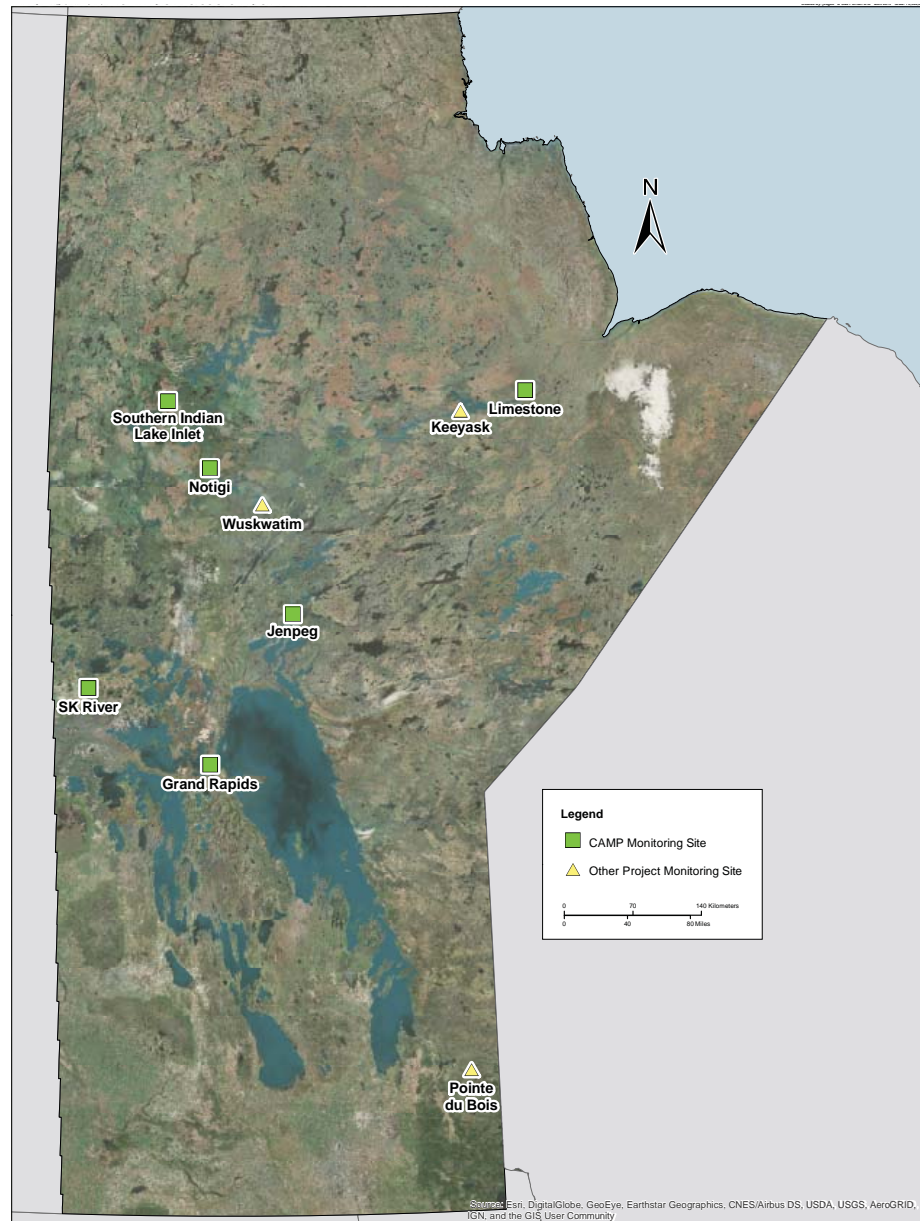 N
Limestone
Keeyask
Southern Indian
Lake Inlet
Notigi
Wuskwatim
Jenpeg
SK River
Grand Rapids
Legend
CAMP Monitoring Site
Other Project Monitoring Site
0 70 140 Kilometers
0 40 80 Miles
Pointe
du Bois
Source: Esri, DigitalGlobe, GeoEye, Earthstar Geographics, CNES/Airbus DS, USDA, USGS, AeroGRID,
IGN, and the GIS User Community